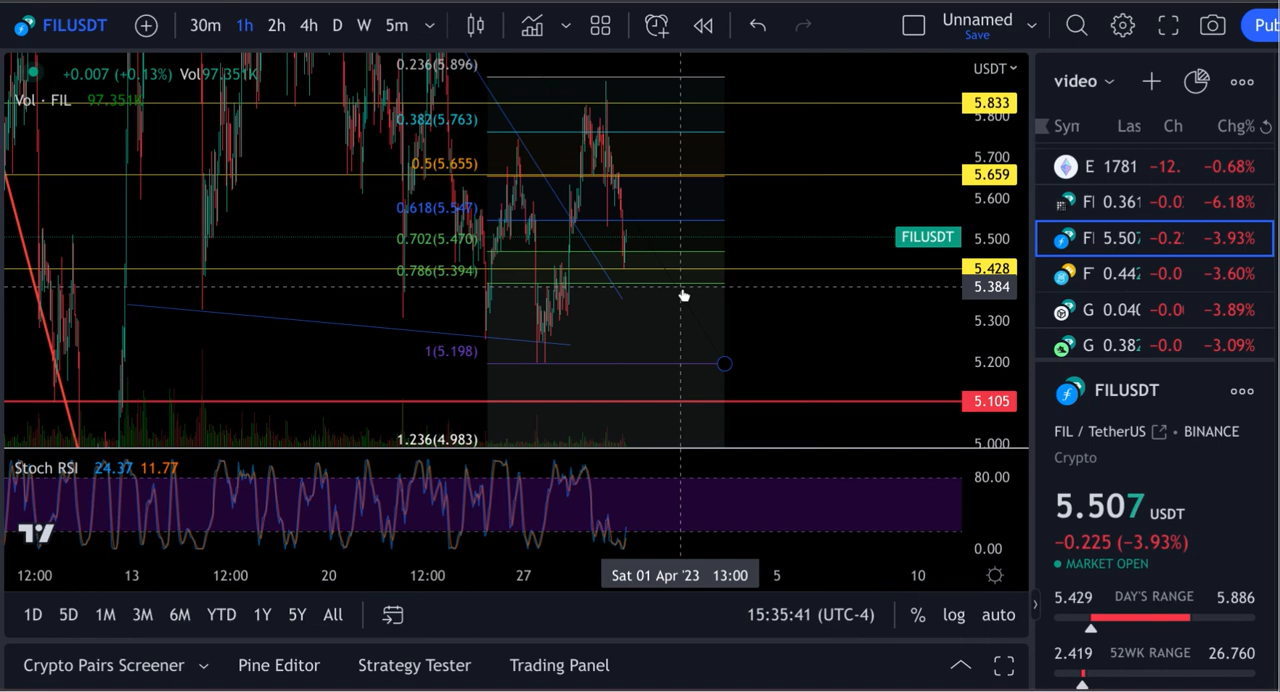 FILUSDT 30m 1h 2h 4h D W 5m Unnamed
Save
Pub
0.236(5.896) USDT
+0.007 (+0.13%) Vol97.351K
Vol · FIL 97.351K
5.833
5.800
0.382(5.763)
5.700
0.5(5.655)
5.659
5.600
0.618(5.547)
0.702(5.470) FILUSDT 5.500
0.786(5.394) 5.428
5.384
5.300
1(5.198) 5.200
5.105
1.236(4.983) 5.000
Stoch RSI 24.37 11.77
80.00
0.00
12:00 13 12:00 20 12:00 27 Sat 01 Apr '23 13:00 5 10
1D 5D 1M 3M 6M YTD 1Y 5Y All 15:35:41 (UTC-4) % log auto
Crypto Pairs Screener Pine Editor Strategy Tester Trading Panel
video
Syn Las Ch Chg%
E 1781 -12. -0.68%
FI 0.361 -0.0 -6.18%
FI 5.507 -0.2 -3.93%
F 0.44 -0.0 -3.60%
G 0.040 -0.0 -3.89%
G 0.38 -0.0 -3.09%
FILUSDT
FIL / TetherUS • BINANCE
Crypto
5.507 USDT
−0.225 (−3.93%)
MARKET OPEN
5.429 DAY'S RANGE 5.886
2.419 52WK RANGE 26.760